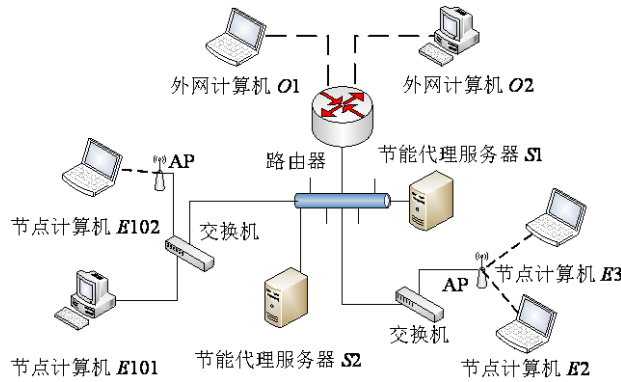 外网计算机 O1
外网计算机 O2
路由器
节能代理服务器 S1
AP
节点计算机 E102
交换机
AP
节点计算机 E3
节点计算机 E101
节能代理服务器 S2
交换机
节点计算机 E2